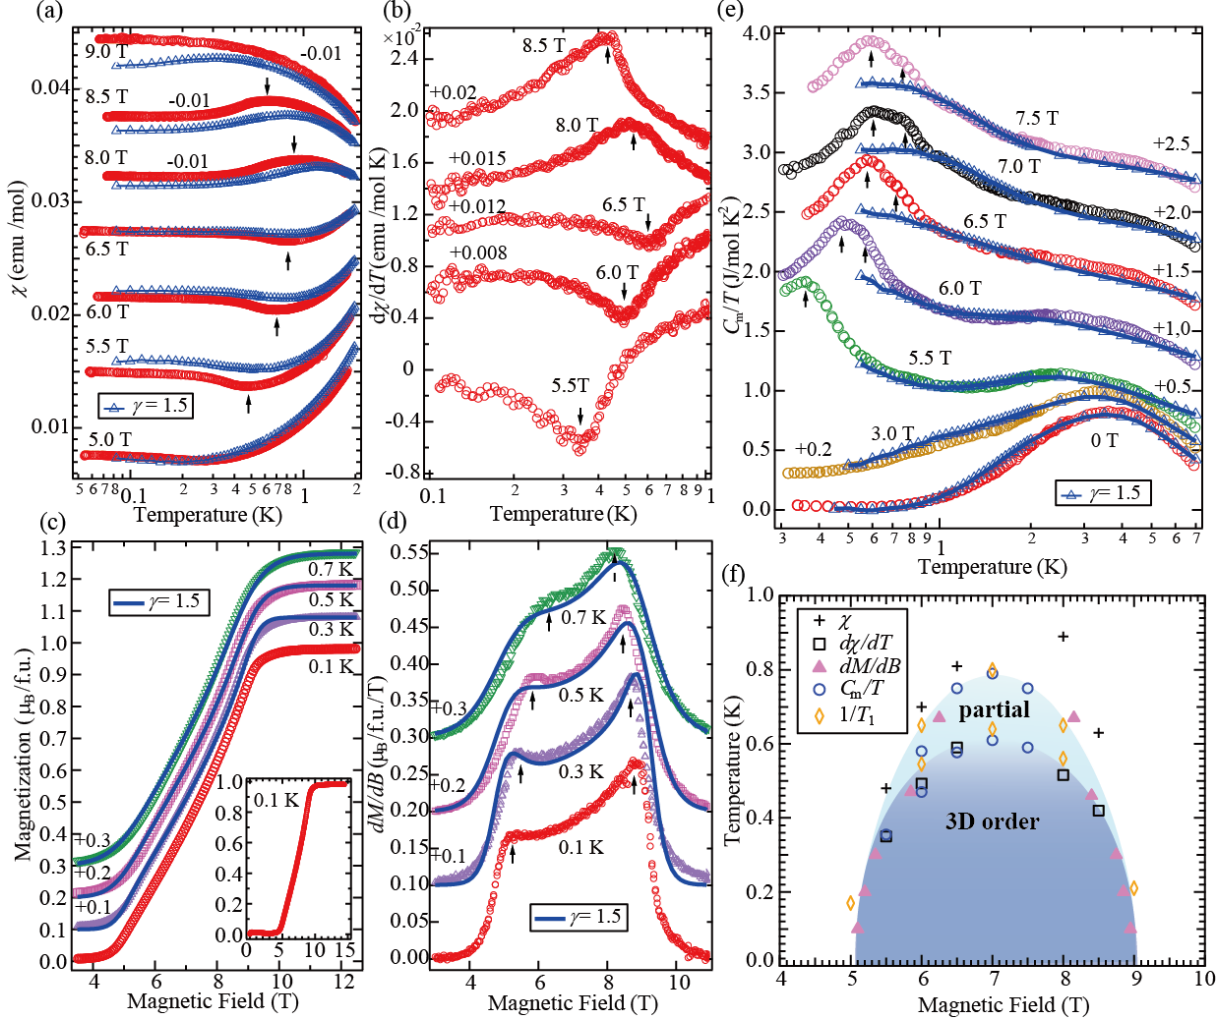 (a)
9.0 T
-0.01
8.5 T
-0.01
8.0 T
-0.01
6.5 T
6.0 T
5.5 T
γ = 1.5
5.0 T
χ (emu /mol)
0.04
0.03
0.02
0.01
5 6 7 8 0.1 2 3 4 5 6 7 8 1 2
Temperature (K)
(b)
×10⁻²
8.5 T
+0.02
8.0 T
+0.015
6.5 T
+0.012
6.0 T
+0.008
5.5T
dχ/dT (emu /mol K)
2.4
2.0
1.6
1.2
0.8
0.4
0
-0.4
-0.8
0.1 2 3 4 5 6 7 8 9 1
Temperature (K)
(e)
7.5 T
+2.5
7.0 T
+2.0
6.5 T
+1.5
6.0 T
+1,0
5.5 T
+0.5
3.0 T
+0.2
0 T
γ = 1.5
C_m/T (J/mol K²)
4.0
3.5
3.0
2.5
2.0
1.5
1.0
0.5
0.0
3 4 5 6 7 8 9 1 2 3 4 5 6 7
Temperature (K)
(c)
γ = 1.5
0.7 K
0.5 K
0.3 K
0.1 K
+0.3
+0.2
+0.1
Magnetization (μ_B/f.u.)
1.3
1.2
1.1
1.0
0.9
0.8
0.7
0.6
0.5
0.4
0.3
0.2
0.1
0.0
4 6 8 10 12
Magnetic Field (T)
0.1 K
1.0
0.8
0.6
0.4
0.2
0.0
0 5 10 15
(d)
0.7 K
+0.3
0.5 K
+0.2
0.3 K
+0.1
0.1 K
γ = 1.5
dM/dB (μ_B/f.u./T)
0.55
0.50
0.45
0.40
0.35
0.30
0.25
0.20
0.15
0.10
0.05
0.00
4 6 8 10
Magnetic Field (T)
(f)
χ
dχ/dT
dM/dB
C_m/T
1/T₁
partial
3D order
Temperature (K)
1.0
0.8
0.6
0.4
0.2
0.0
4 5 6 7 8 9 10
Magnetic Field (T)